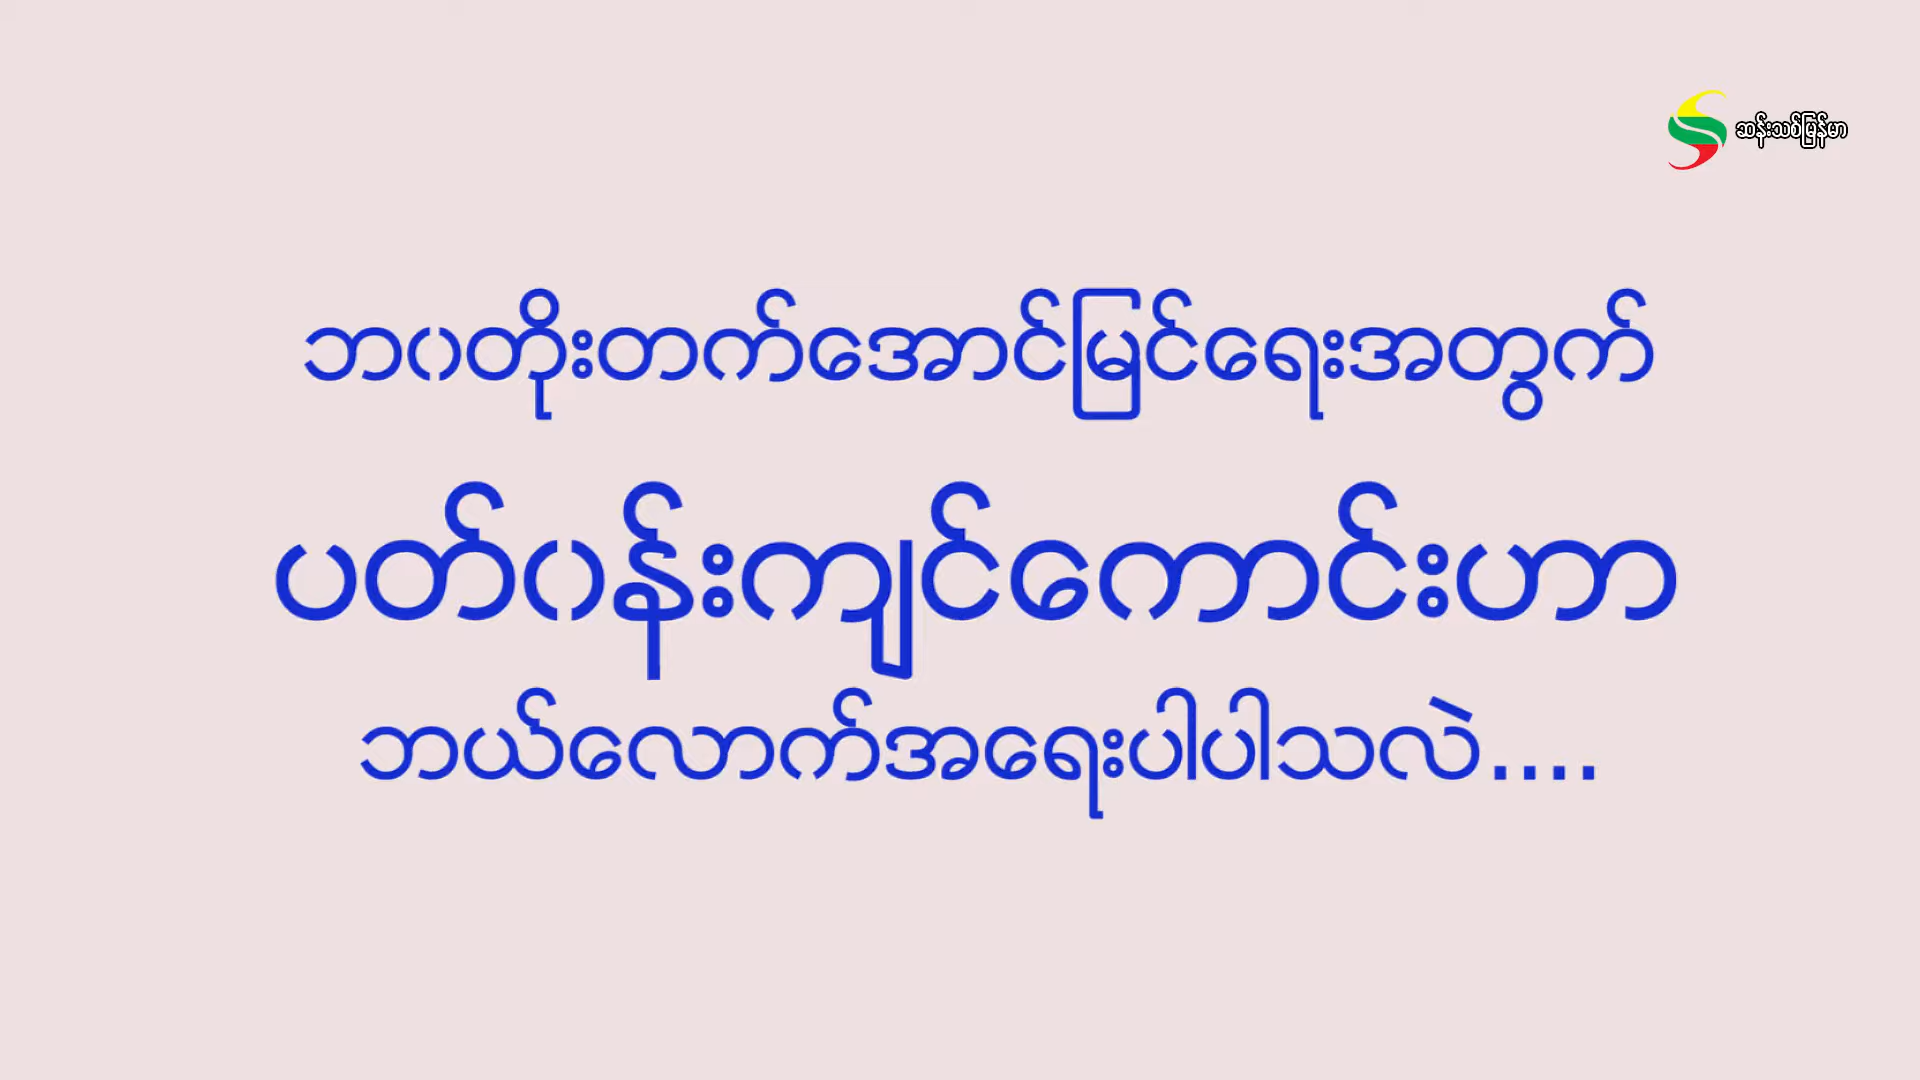 ဆန်းသစ်မြန်မာ
ဘဝတိုးတက်အောင်မြင်ရေးအတွက်
ပတ်ဝန်းကျင်ကောင်းဟာ
ဘယ်လောက်အရေးပါပါသလဲ....